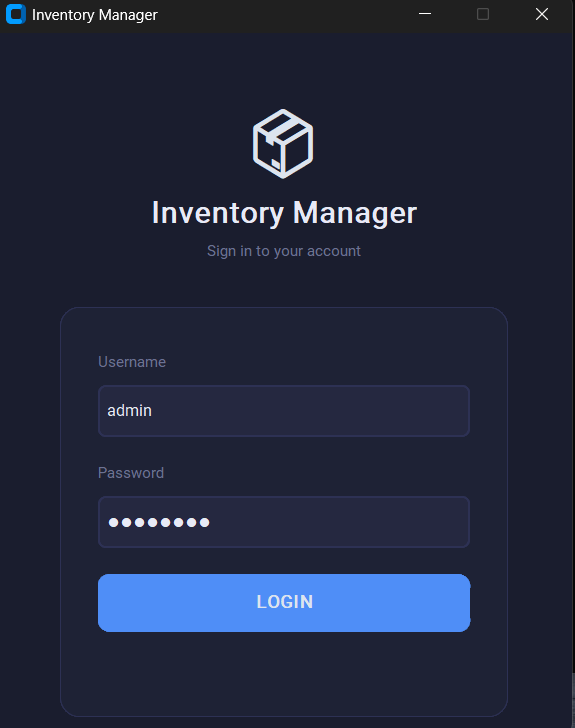 Inventory Manager
Inventory Manager
Sign in to your account
Username
admin
Password
●●●●●●●●
LOGIN